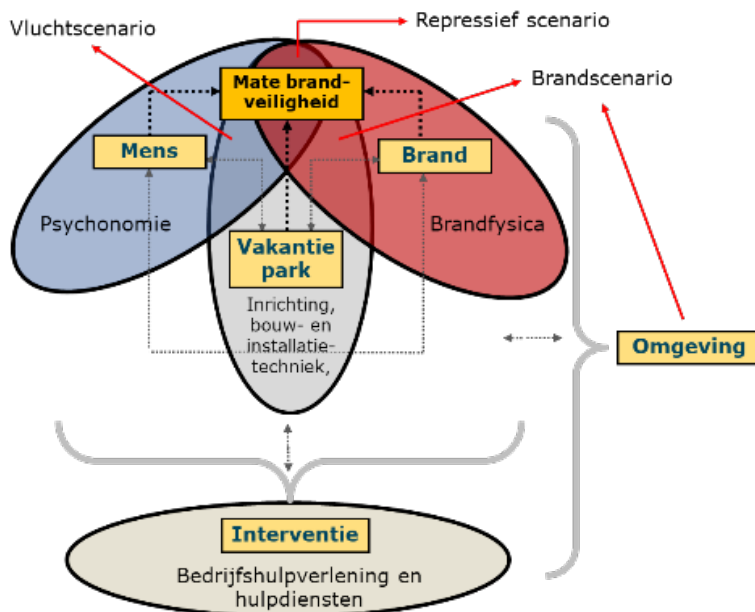 Repressief scenario
Vluchtscenario
Brandscenario
Mate brand-
veiligheid
Mens
Brand
Psychonomie
Brandfysica
Vakantie
park
Inrichting,
bouw- en
installatie-
techniek,
Omgeving
Interventie
Bedrijfshulpverlening en
hulpdiensten